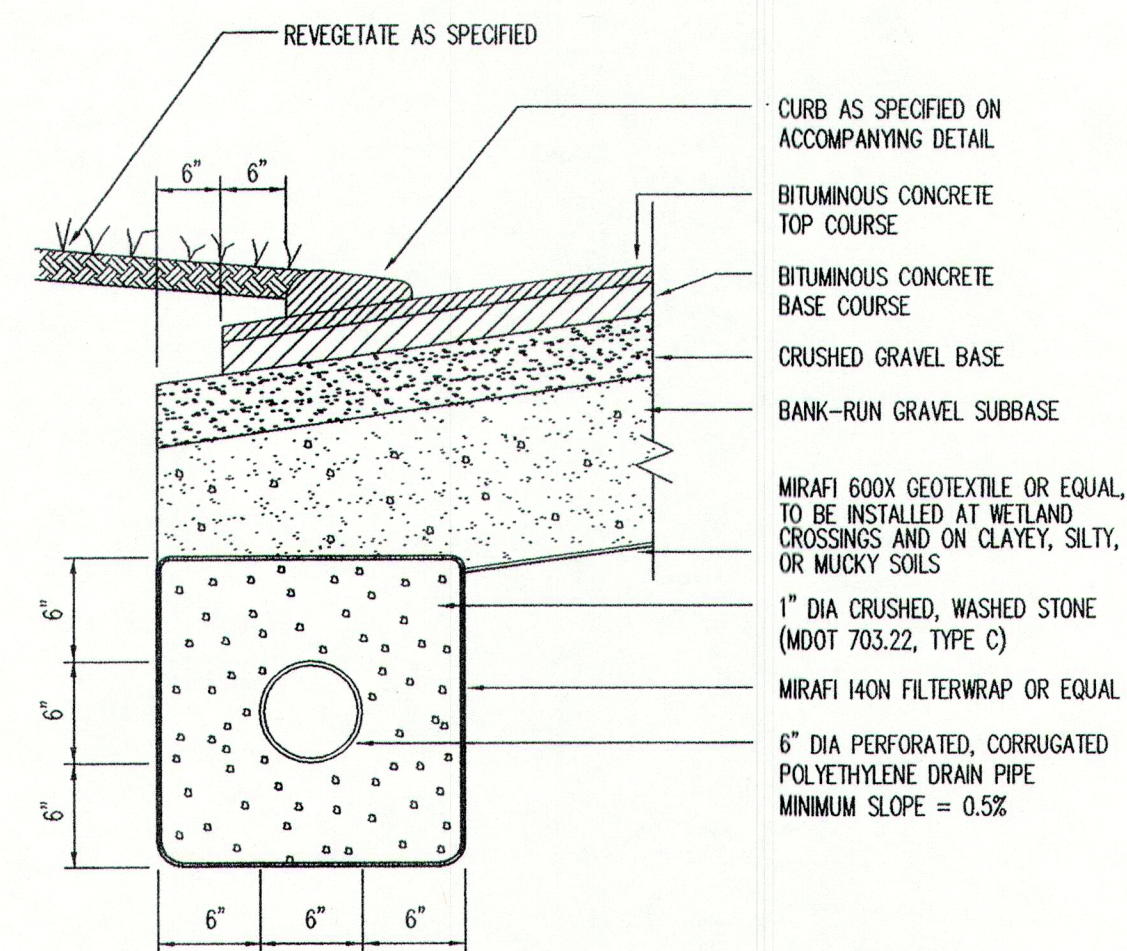 REVEGETATE AS SPECIFIED
CURB AS SPECIFIED ON
ACCOMPANYING DETAIL
6" 6"
BITUMINOUS CONCRETE
TOP COURSE
BITUMINOUS CONCRETE
BASE COURSE
CRUSHED GRAVEL BASE
BANK-RUN GRAVEL SUBBASE
MIRAFI 600X GEOTEXTILE OR EQUAL,
TO BE INSTALLED AT WETLAND
CROSSINGS AND ON CLAYEY, SILTY,
OR MUCKY SOILS
6"
1" DIA CRUSHED, WASHED STONE
(MDOT 703.22, TYPE C)
MIRAFI 140N FILTERWRAP OR EQUAL
6"
6" DIA PERFORATED, CORRUGATED
POLYETHYLENE DRAIN PIPE
MINIMUM SLOPE = 0.5%
6"
6" 6" 6"